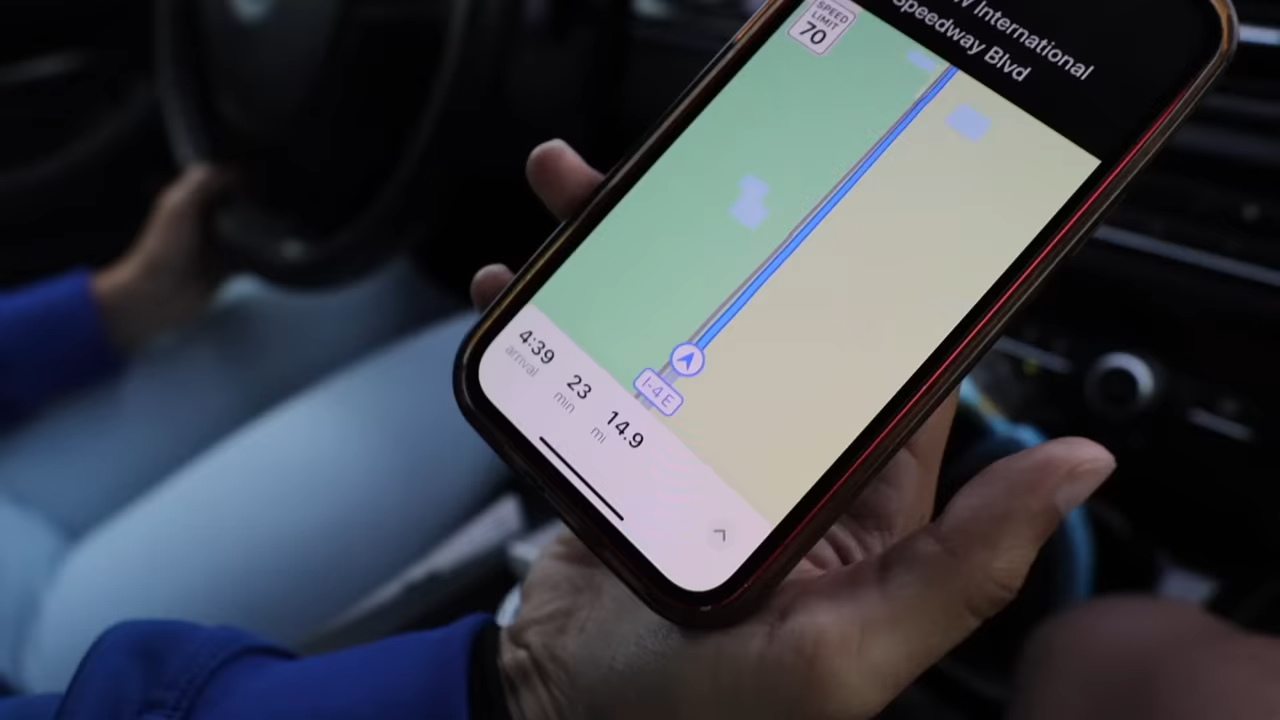 SPEED
LIMIT
70
W International
Speedway Blvd
I-4 E
4:39
arrival
23
min
14.9
mi